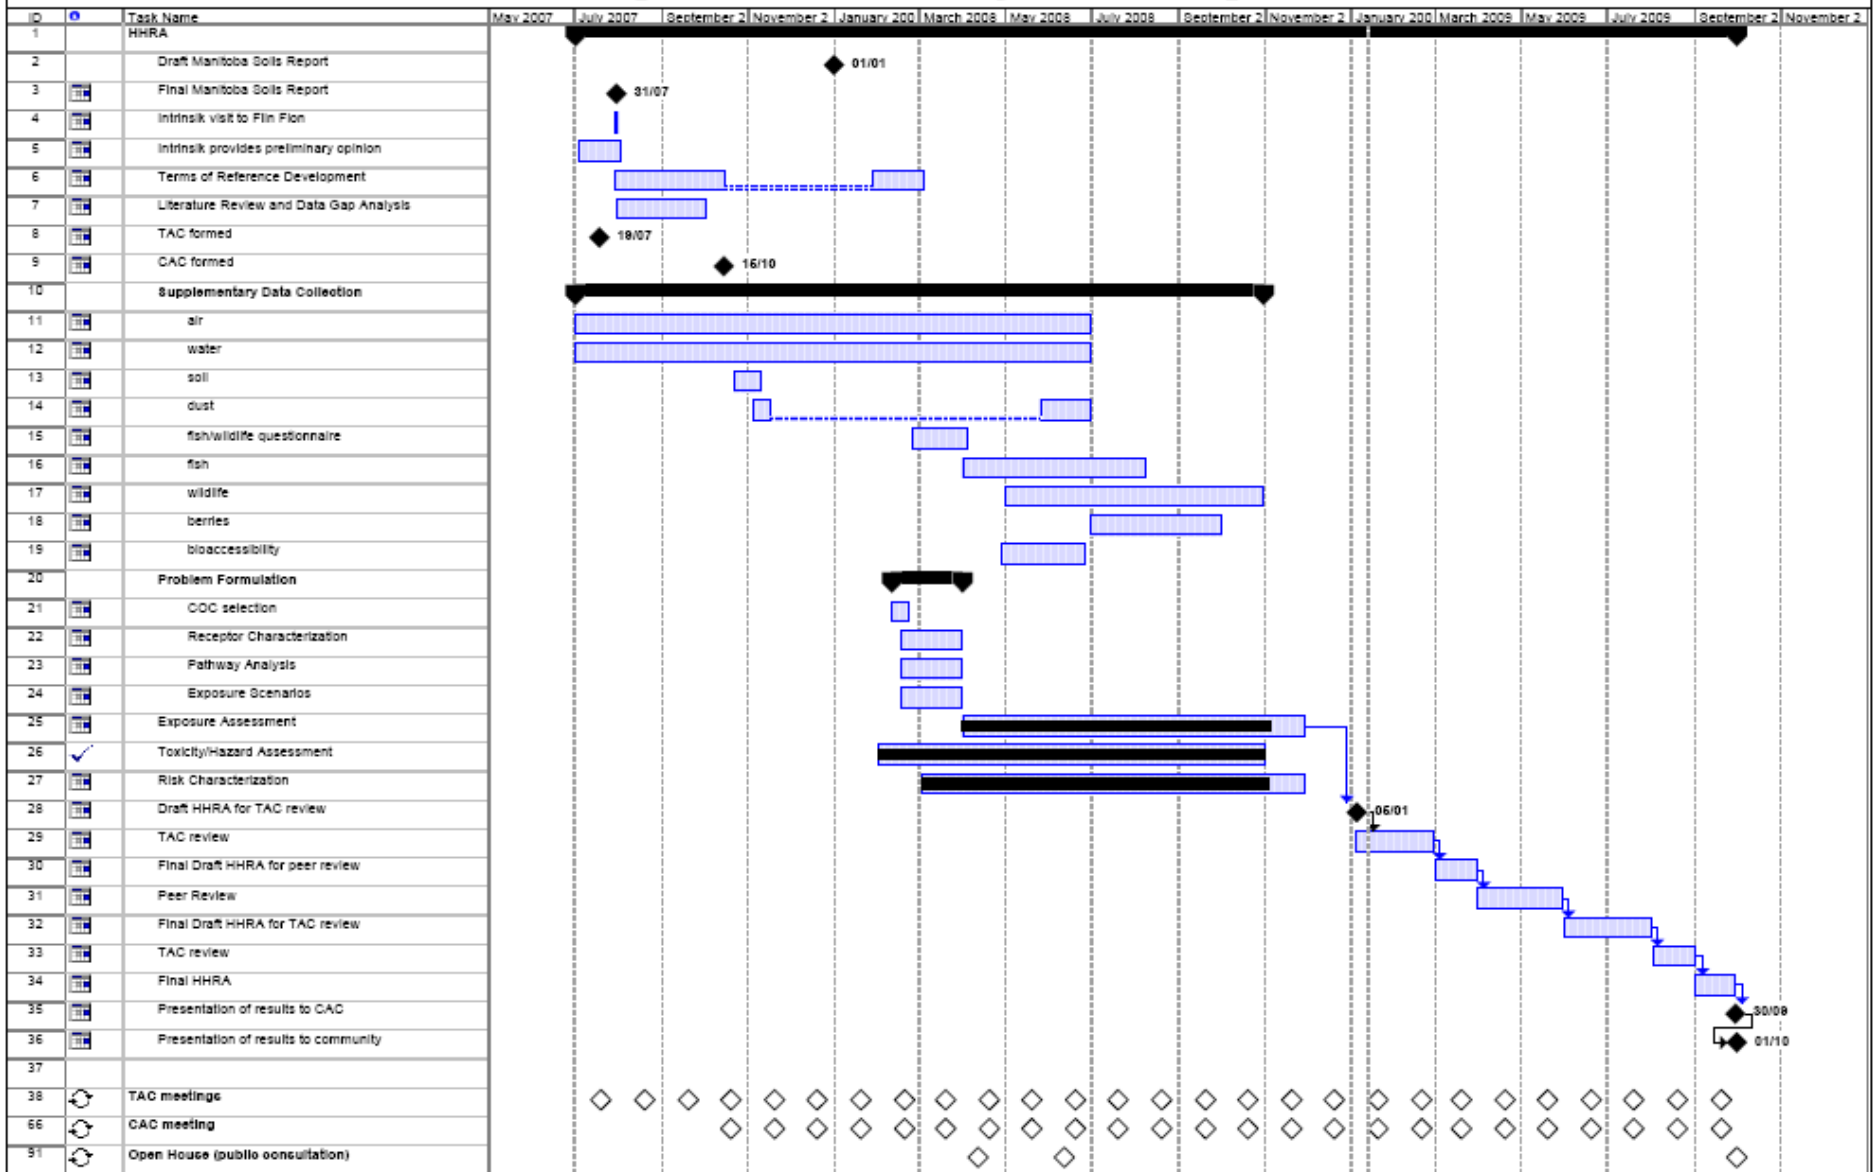 ID Task Name May 2007 July 2007 September 2 November 2 January 200 March 2008 May 2008 July 2008 September 2 November 2 January 200 March 2009 May 2009 July 2009 September 2 November 2
1 HHRA
2 Draft Manitoba Soils Report 01/01
3 Final Manitoba Soils Report 31/07
4 Intrinsik visit to Flin Flon
5 Intrinsik provides preliminary opinion
6 Terms of Reference Development
7 Literature Review and Data Gap Analysis
8 TAC formed 19/07
9 CAC formed 15/10
10 Supplementary Data Collection
11 air
12 water
13 soil
14 dust
15 fish/wildlife questionnaire
16 fish
17 wildlife
18 berries
19 bioaccessibility
20 Problem Formulation
21 COC selection
22 Receptor Characterization
23 Pathway Analysis
24 Exposure Scenarios
25 Exposure Assessment
26 Toxicity/Hazard Assessment
27 Risk Characterization
28 Draft HHRA for TAC review 05/01
29 TAC review
30 Final Draft HHRA for peer review
31 Peer Review
32 Final Draft HHRA for TAC review
33 TAC review
34 Final HHRA
35 Presentation of results to CAC 30/09
36 Presentation of results to community 01/10
37
38 TAC meetings
66 CAC meeting
91 Open House (public consultation)